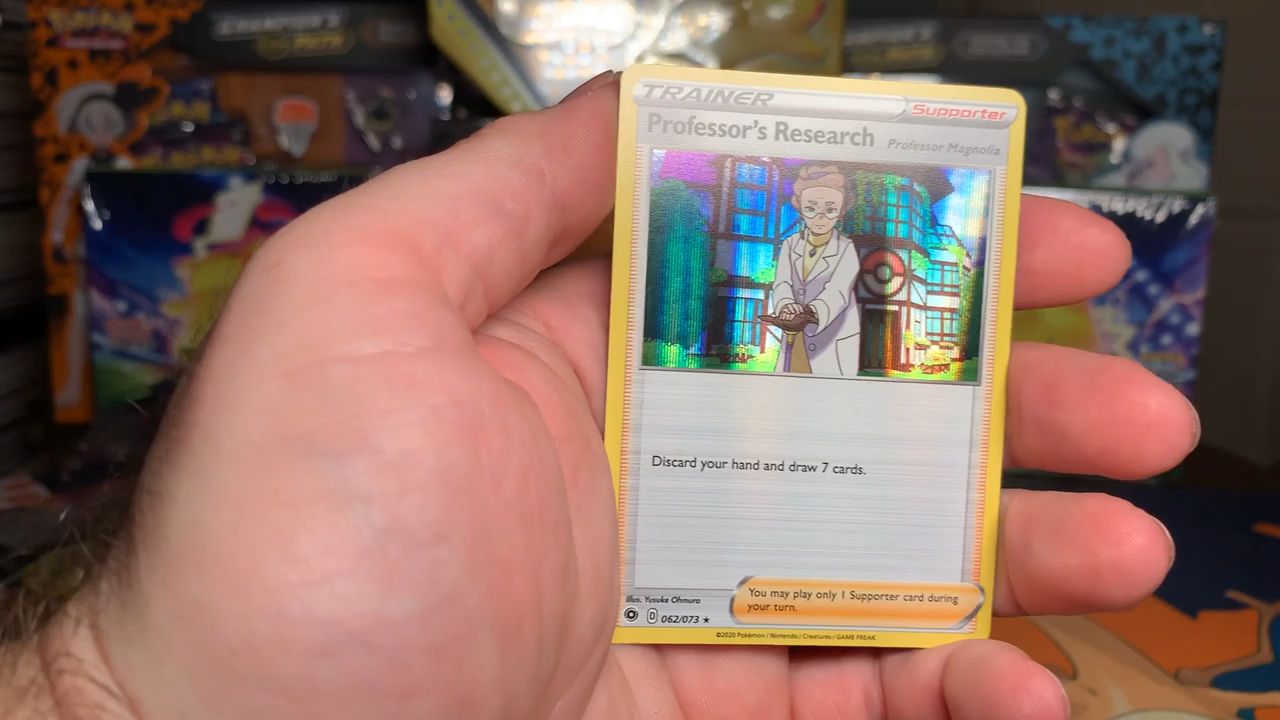 TRAINER
Supporter
Professor's Research
Professor Magnolia
Discard your hand and draw 7 cards.
You may play only 1 Supporter card during
your turn.
Illus. Yusuke Ohmura
D 062/073 ★
©2020 Pokémon / Nintendo / Creatures / GAME FREAK